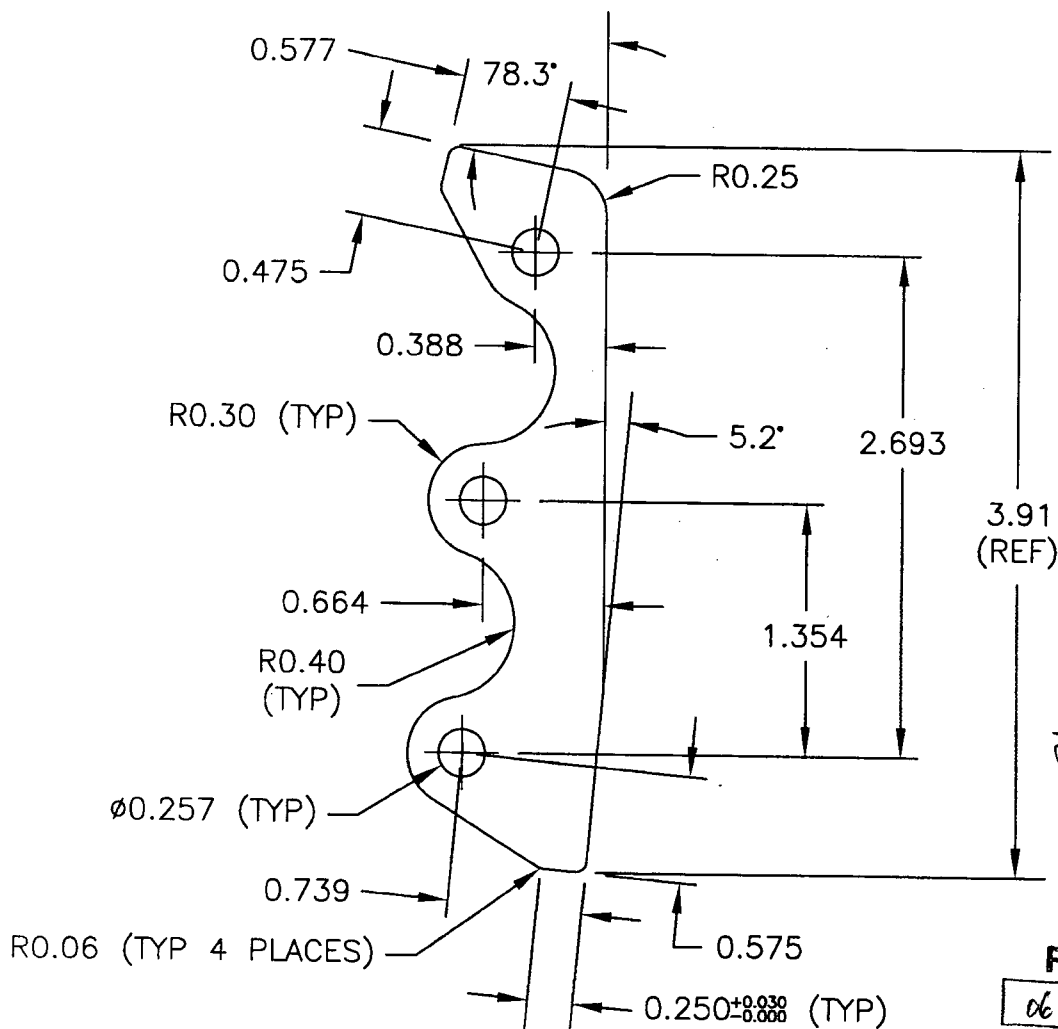 0.577
78.3°
R0.25
0.475
0.388
R0.30 (TYP)
5.2°
2.693
3.91
(REF)
0.664
1.354
R0.40
(TYP)
ø0.257 (TYP)
0.739
R0.06 (TYP 4 PLACES)
0.575
0.250 +0.030 -0.000 (TYP)
06